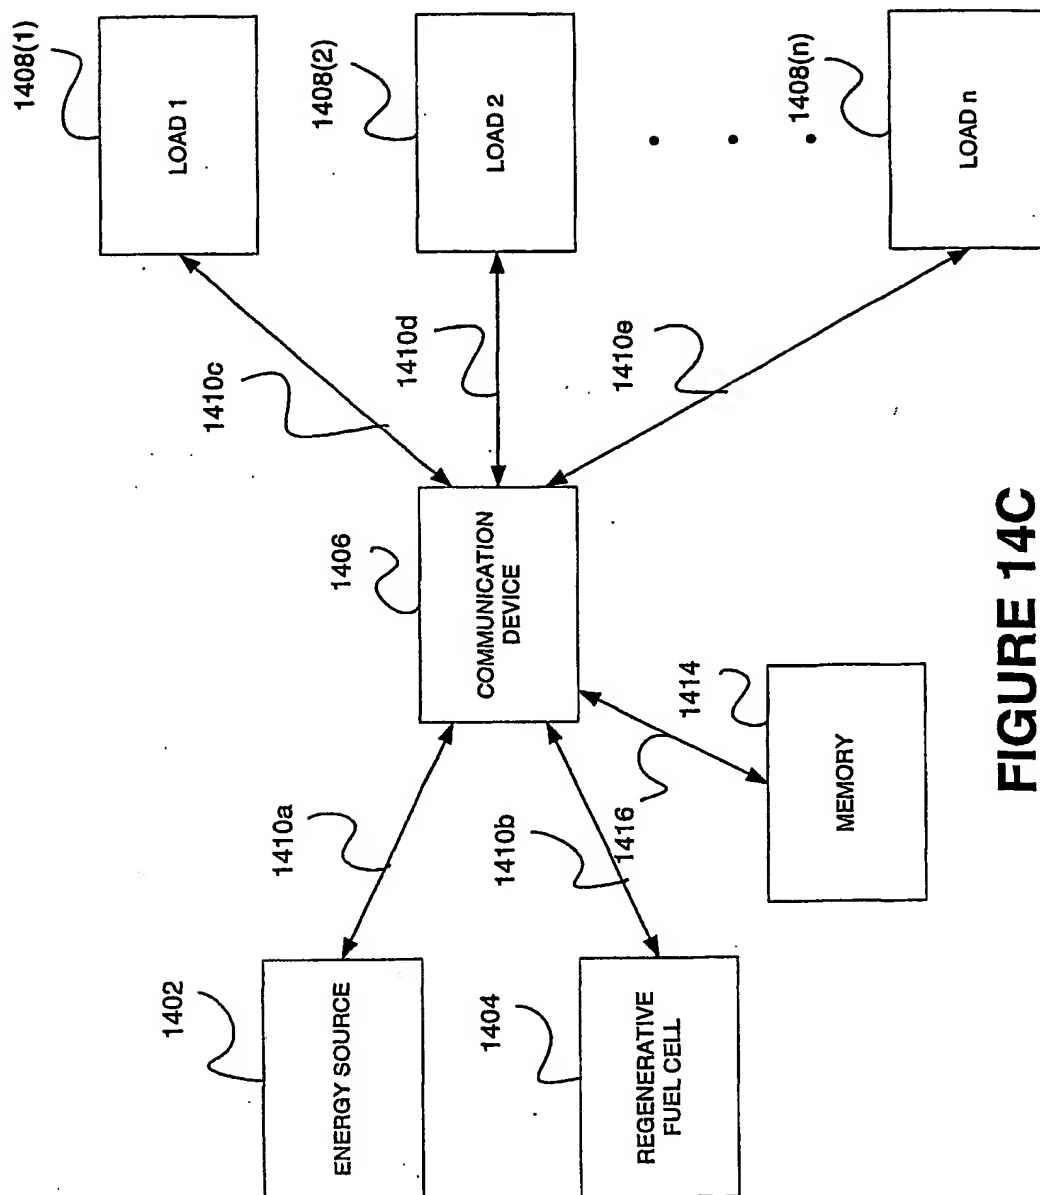 1402
ENERGY SOURCE
1404
REGENERATIVE
FUEL CELL
1410a
1410b
1416
1414
MEMORY
1406
COMMUNICATION
DEVICE
1410c
1410d
1410e
1408(1)
LOAD 1
1408(2)
LOAD 2
1408(n)
LOAD n
FIGURE 14C